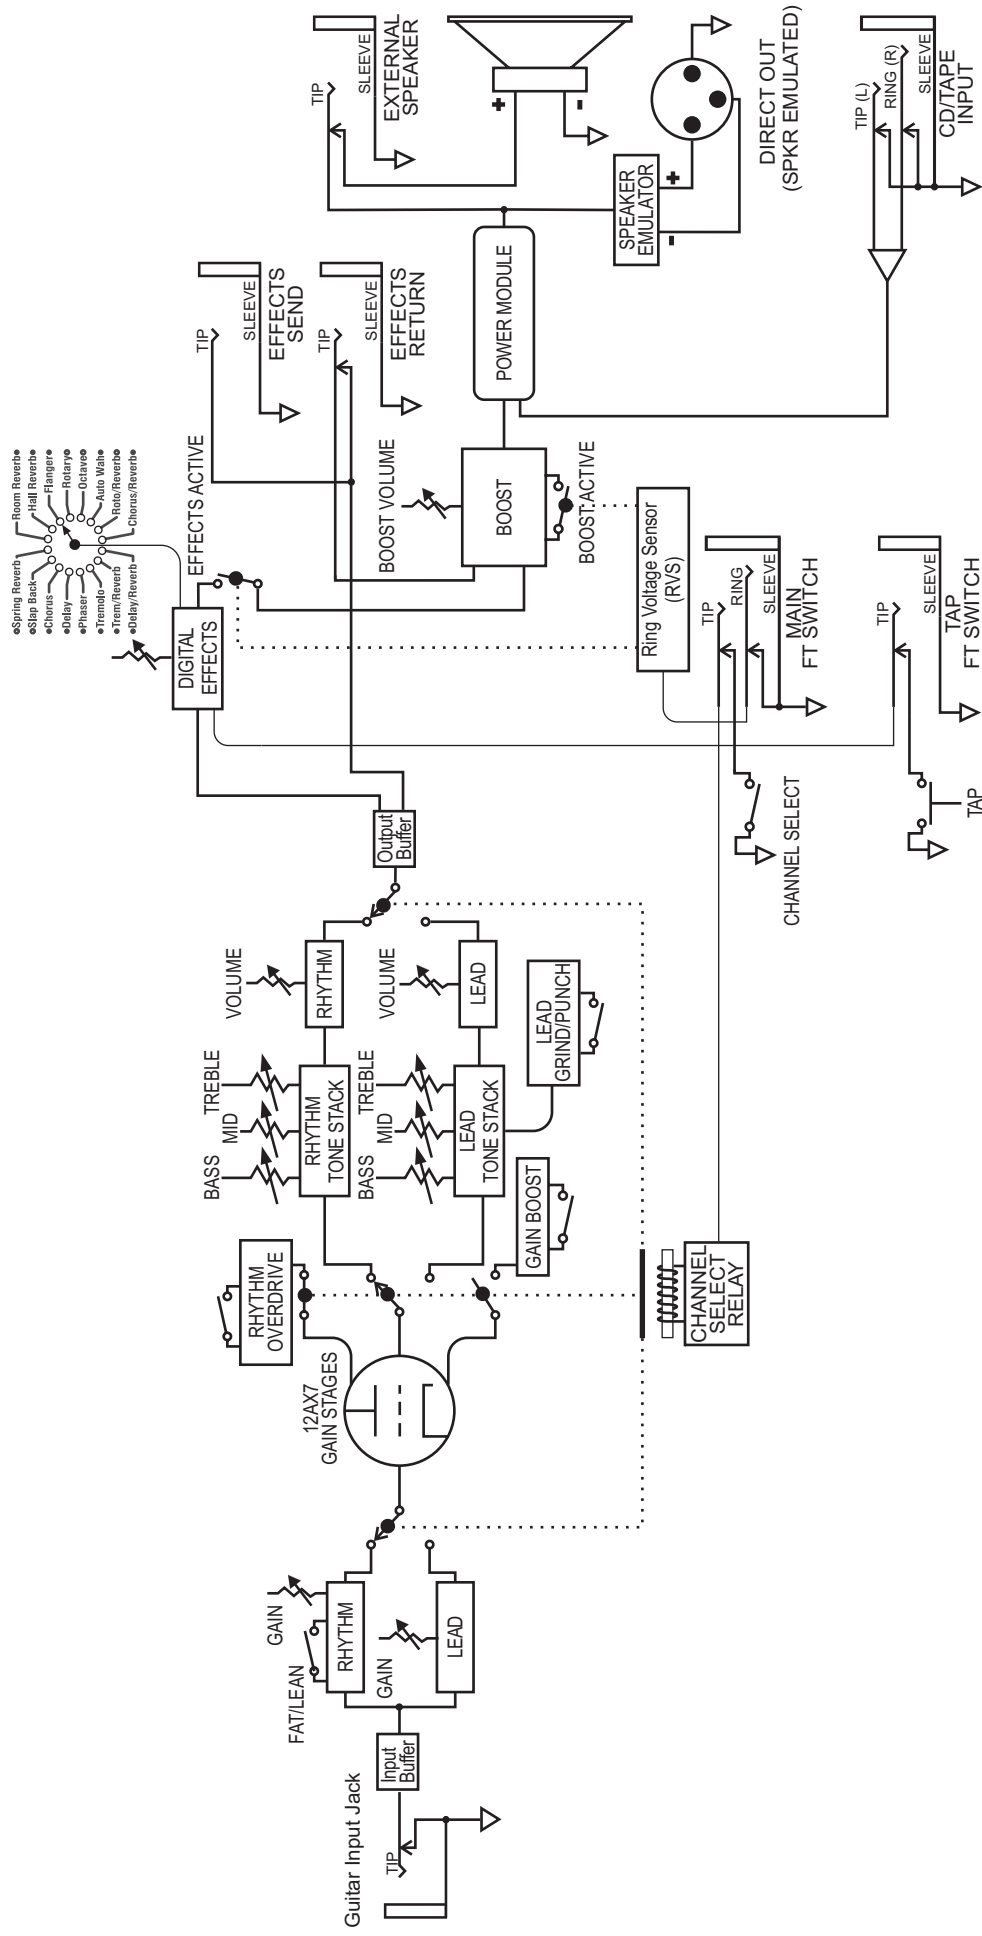 Guitar Input Jack
TIP
Input
Buffer
FAT/LEAN
GAIN
RHYTHM
GAIN
LEAD
12AX7
GAIN STAGES
RHYTHM
OVERDRIVE
GAIN BOOST
BASS
MID
TREBLE
RHYTHM
TONE STACK
BASS
MID
TREBLE
LEAD
TONE STACK
LEAD
GRIND/PUNCH
VOLUME
RHYTHM
VOLUME
LEAD
CHANNEL
SELECT
RELAY
Output
Buffer
DIGITAL
EFFECTS
Spring Reverb
Slap Back
Chorus
Delay
Phaser
Tremolo
Trem/Reverb
Delay/Reverb
Room Reverb
Hall Reverb
Flanger
Rotary
Octave
Auto Wah
Roto/Reverb
Chorus/Reverb
EFFECTS ACTIVE
TIP
SLEEVE
EFFECTS
SEND
TIP
SLEEVE
EFFECTS
RETURN
BOOST VOLUME
BOOST
BOOST ACTIVE
Ring Voltage Sensor
(RVS)
TIP
RING
SLEEVE
MAIN
FT SWITCH
CHANNEL SELECT
TIP
SLEEVE
TAP
FT SWITCH
TAP
POWER MODULE
TIP
SLEEVE
EXTERNAL
SPEAKER
+
-
SPEAKER
EMULATOR
+
-
DIRECT OUT
(SPKR EMULATED)
TIP (L)
RING (R)
SLEEVE
CD/TAPE
INPUT